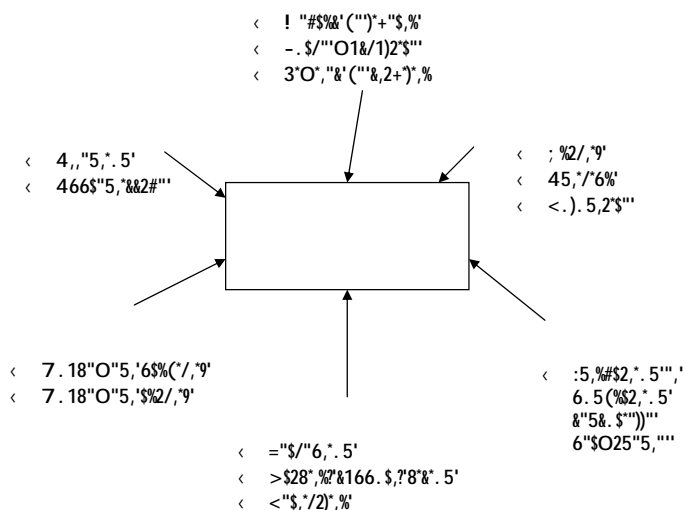 ‹ ! "#$%&'("')*+"$,%'
‹ -.$/"'O1&/1)2*$"'
‹ 3*O*,"&'("'&,2+*)*,%
‹ 4,,"5,*.5'
‹ 466$"5,*&&2#"'
‹ ;%2/,*9'
‹ 45,*/*6%'
‹ <.).5,2*$"'
‹ 7.18"O"5,'6$%(*/,*9'
‹ 7.18"O"5,'$%2/,*9'
‹ :5,%#$2,*.5'",'
6.5(%$2,*.5'
&"5&.$*"))"'
6"$O25"5,"''
‹ ="$/"6,*.5'
‹ >$28*,%?'&166.$,?'8*&*.5'
‹ <"$,*/2)*,%'